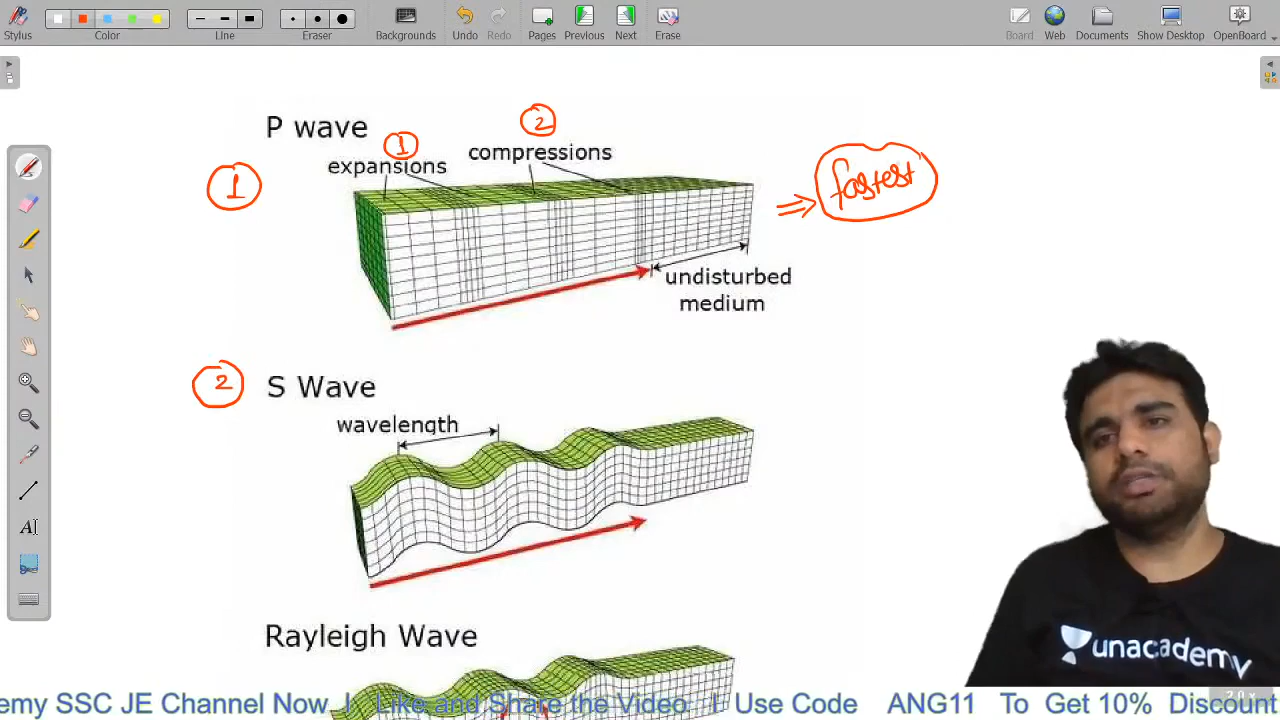 Stylus
Color
Line
Eraser
Backgrounds
Undo
Redo
Pages
Previous
Next
Erase
Board
Web
Documents
Show Desktop
OpenBoard
P wave
1
2
expansions
compressions
1
fastest
undisturbed
medium
2
S Wave
wavelength
Rayleigh Wave
unacademy
emy SSC JE Channel Now I Like and Share the Video I Use Code ANG11 To Get 10% Discount
2.0 x